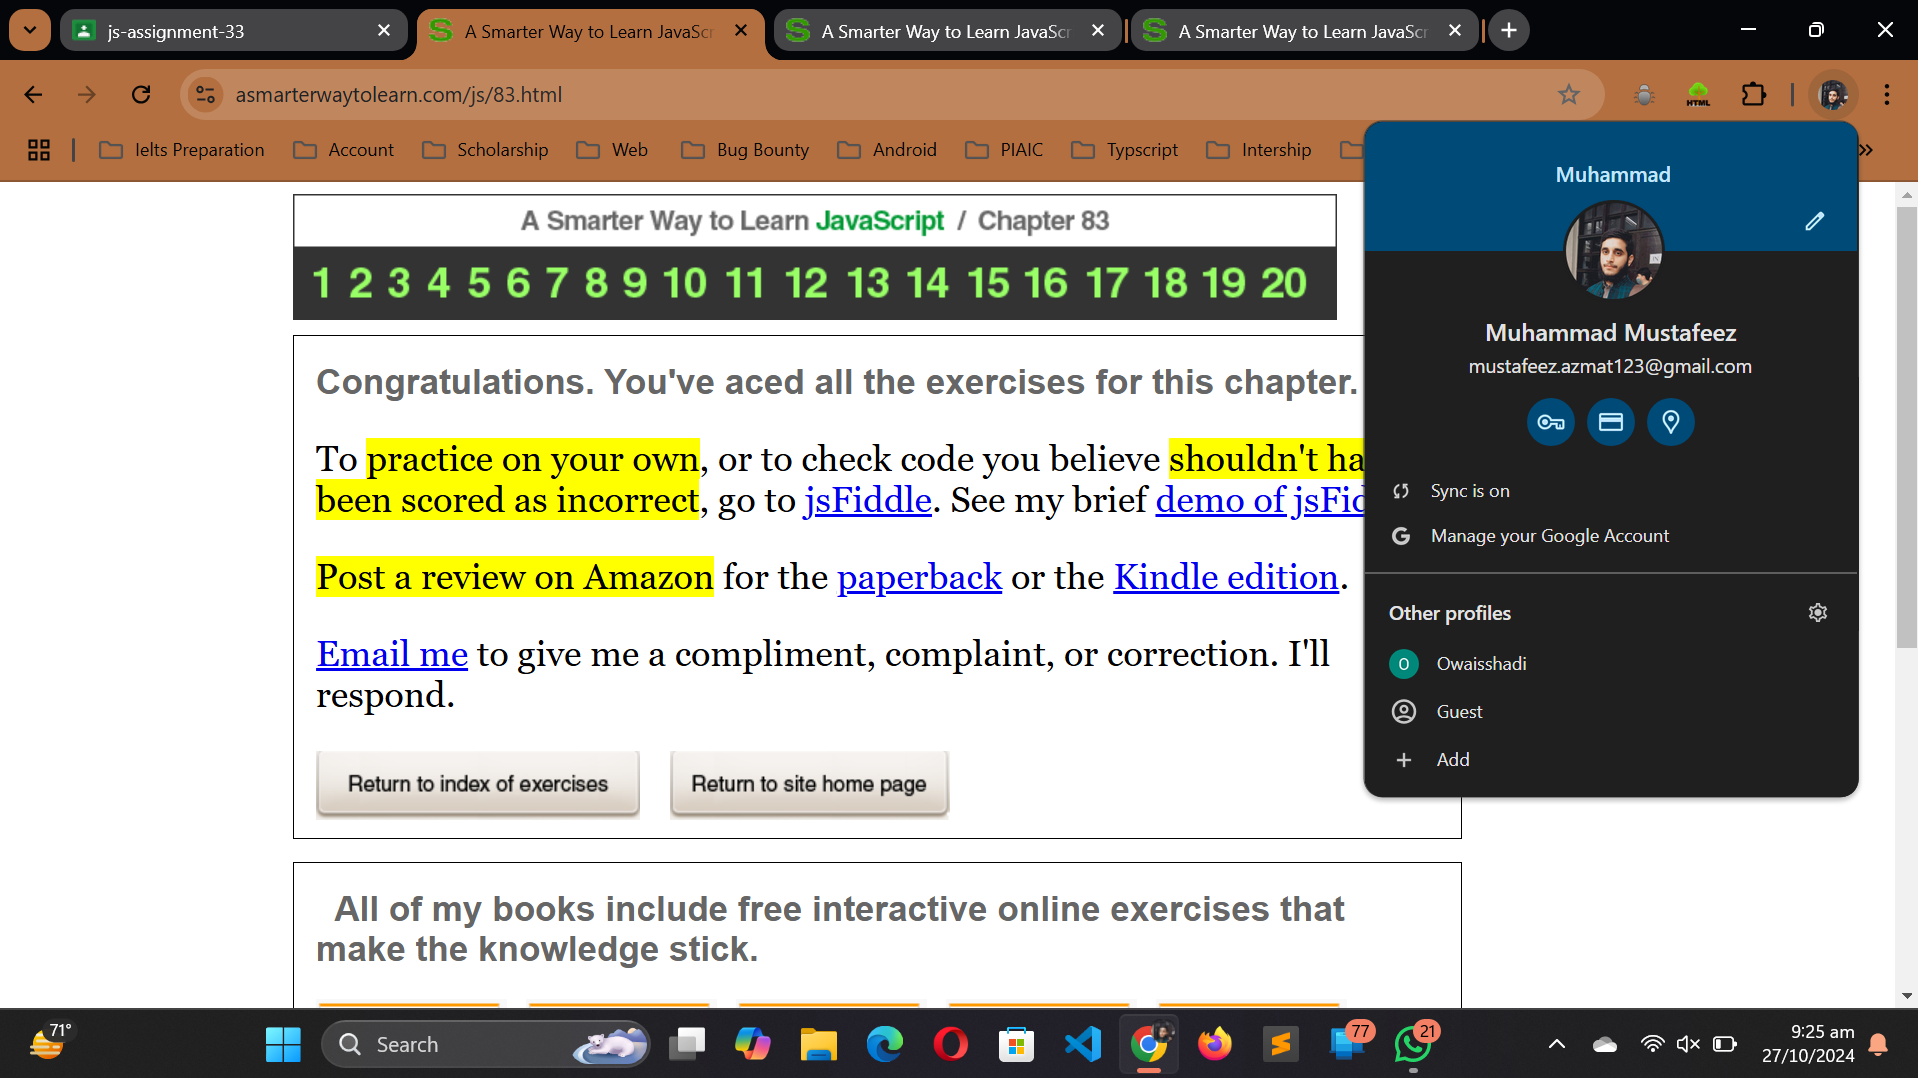 js-assignment-33
A Smarter Way to Learn JavaScr
A Smarter Way to Learn JavaScr
A Smarter Way to Learn JavaScr
asmarterwaytolearn.com/js/83.html
HTML
Ielts Preparation
Account
Scholarship
Web
Bug Bounty
Android
PIAIC
Typscript
Intership
A Smarter Way to Learn JavaScript / Chapter 83
1 2 3 4 5 6 7 8 9 10 11 12 13 14 15 16 17 18 19 20
Congratulations. You've aced all the exercises for this chapter.
To practice on your own, or to check code you believe shouldn't ha
been scored as incorrect, go to jsFiddle. See my brief demo of jsFid
Post a review on Amazon for the paperback or the Kindle edition.
Email me to give me a compliment, complaint, or correction. I'll
respond.
Return to index of exercises
Return to site home page
All of my books include free interactive online exercises that
make the knowledge stick.
Muhammad
Muhammad Mustafeez
mustafeez.azmat123@gmail.com
Sync is on
Manage your Google Account
Other profiles
O
Owaisshadi
Guest
Add
71°
Search
77
21
9:25 am
27/10/2024